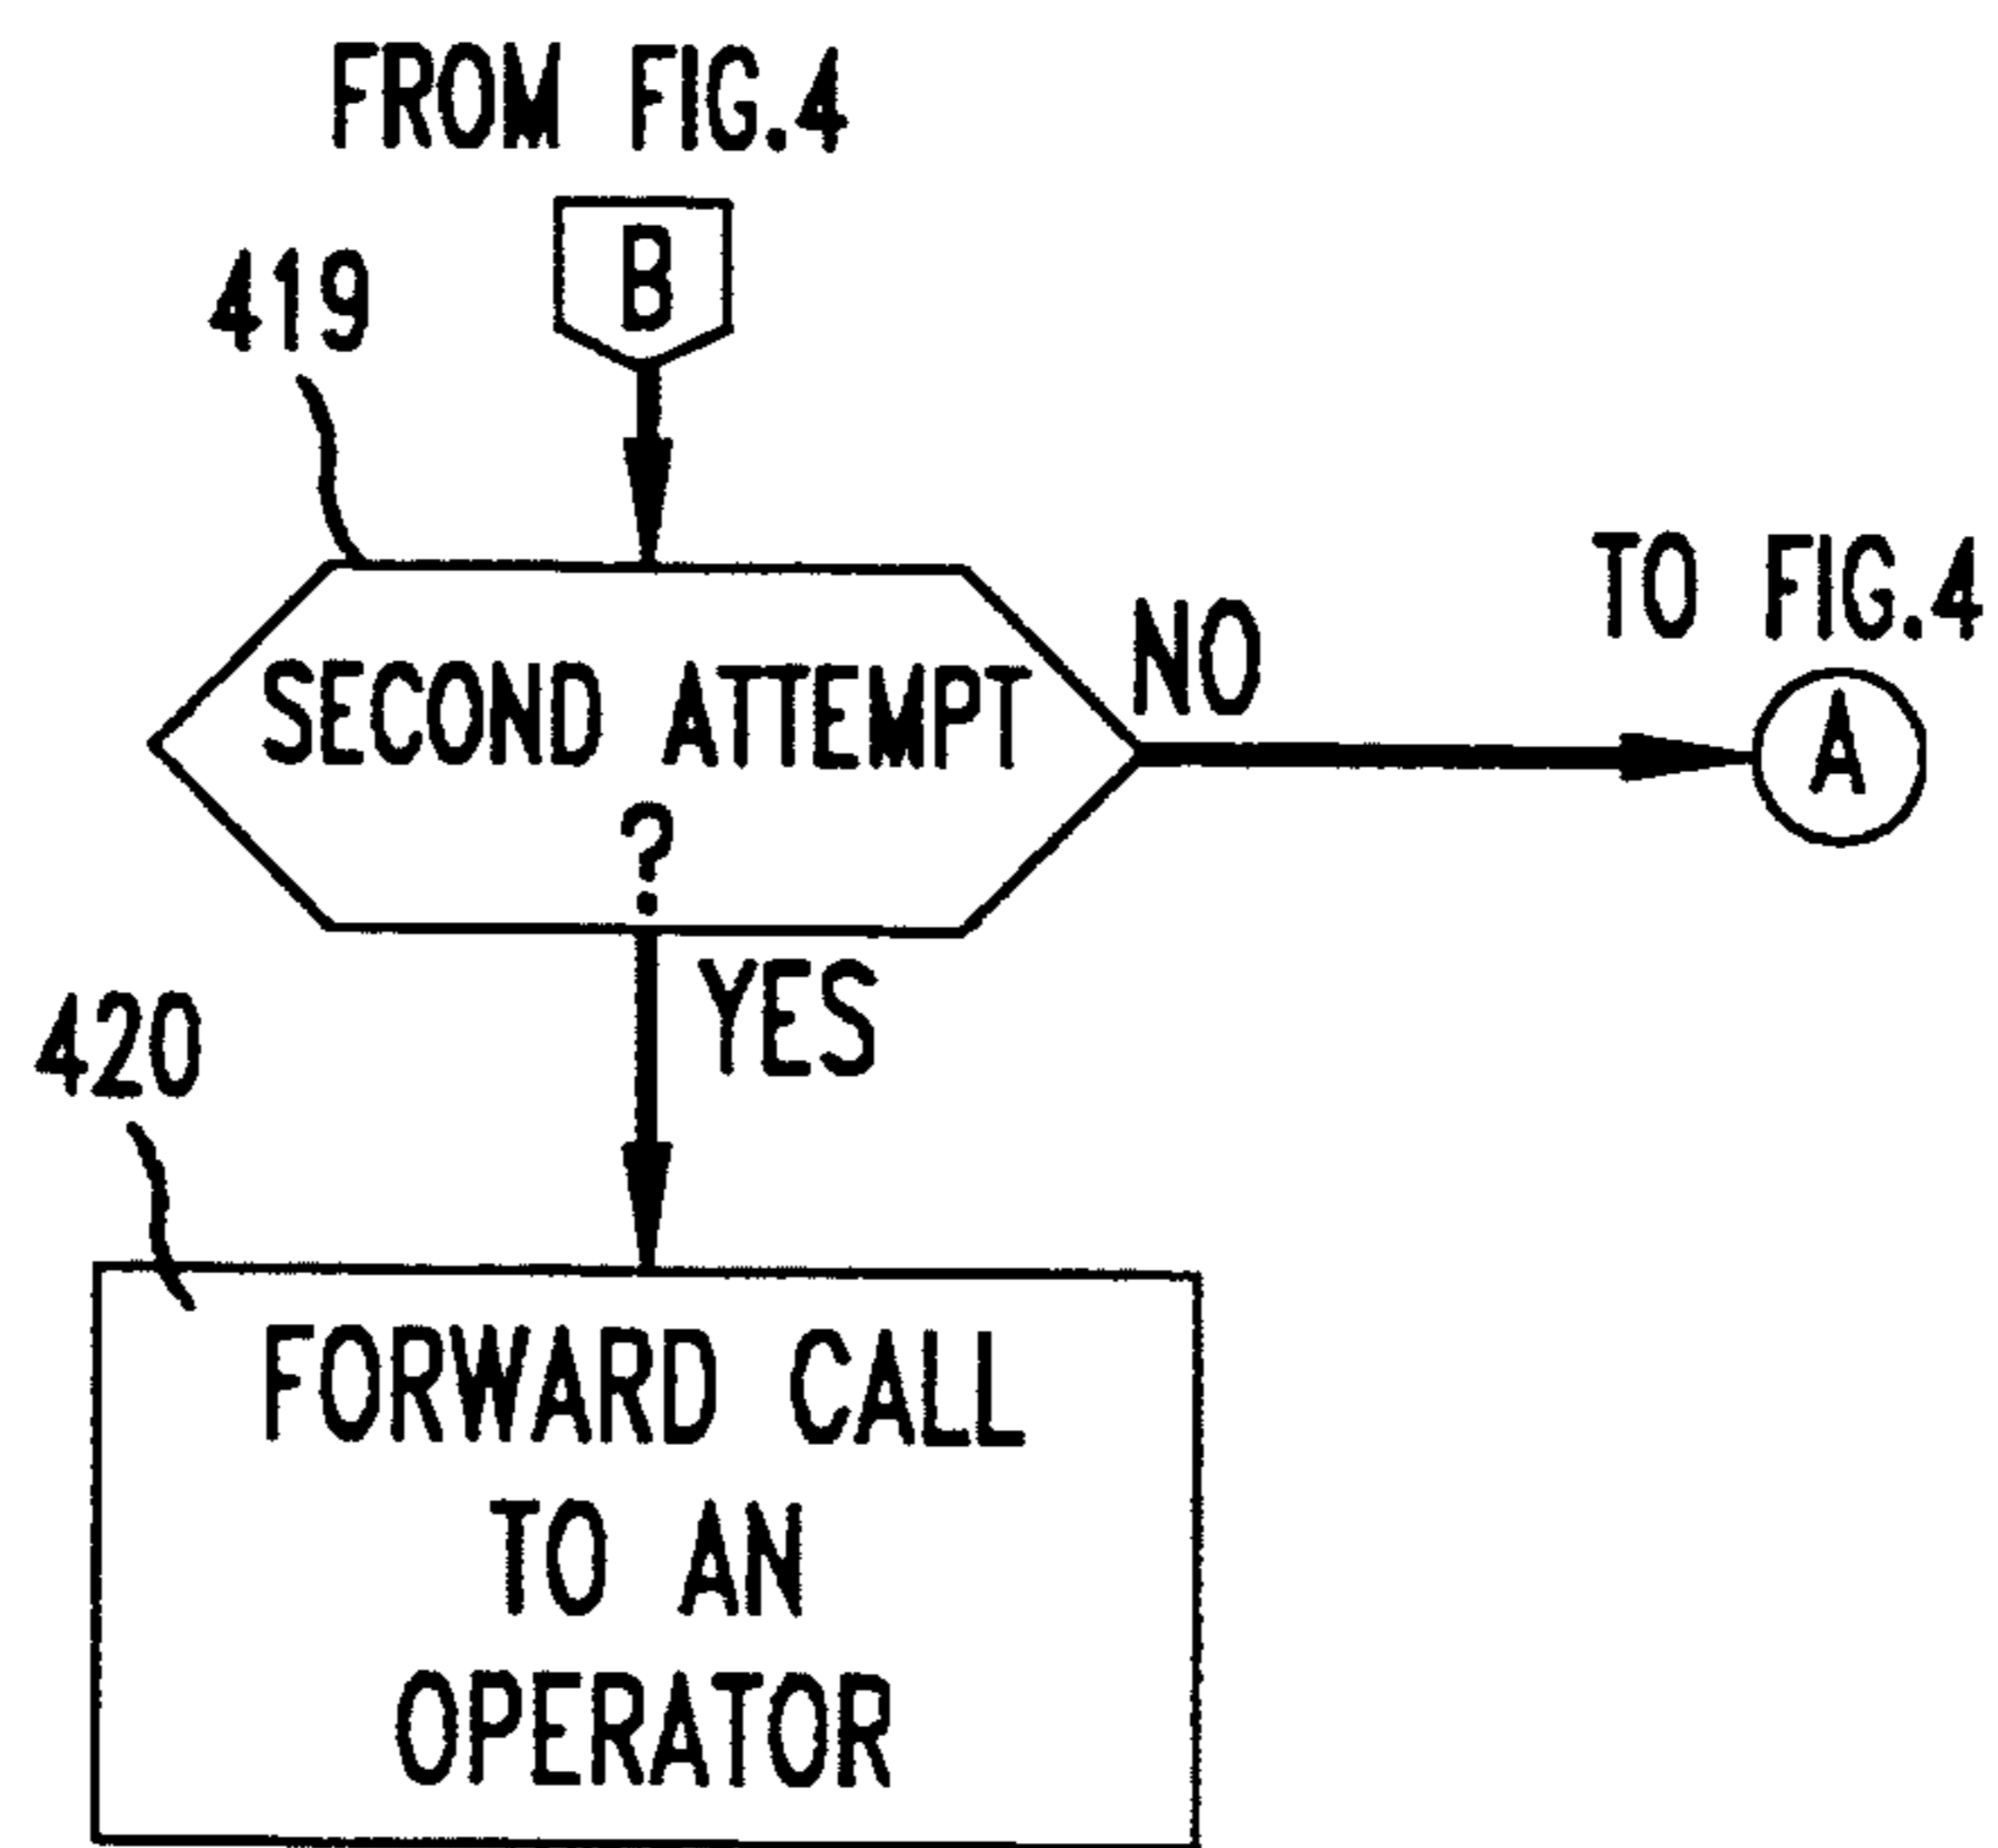 FROM FIG.4
B
419
SECOND ATTEMPT
?
NO
TO FIG.4
A
YES
420
FORWARD CALL
TO AN
OPERATOR